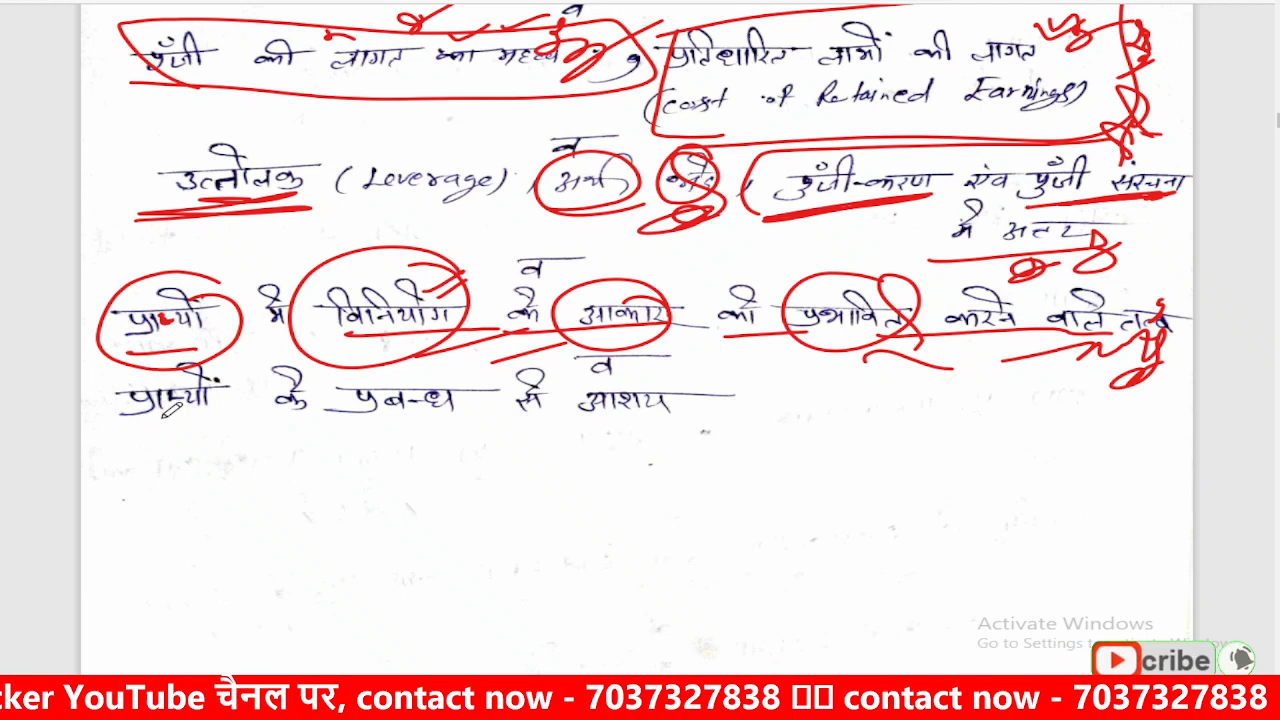 पूँजी की लागत का महत्व, प्रतिधारित लाभों की लागत
(Cost of Retained Earnings)
उत्तोलक (Leverage), अर्थ, पूँजीकरण एंव पूँजी संरचना
में अन्तर
प्राप्यों में विनियोग के आकार को प्रभावित करने वाले तत्व
प्राप्यों के प्रबन्ध से आशय
Activate Windows
Go to Settings to
cribe
cker YouTube चैनल पर, contact now - 7037327838 contact now - 7037327838